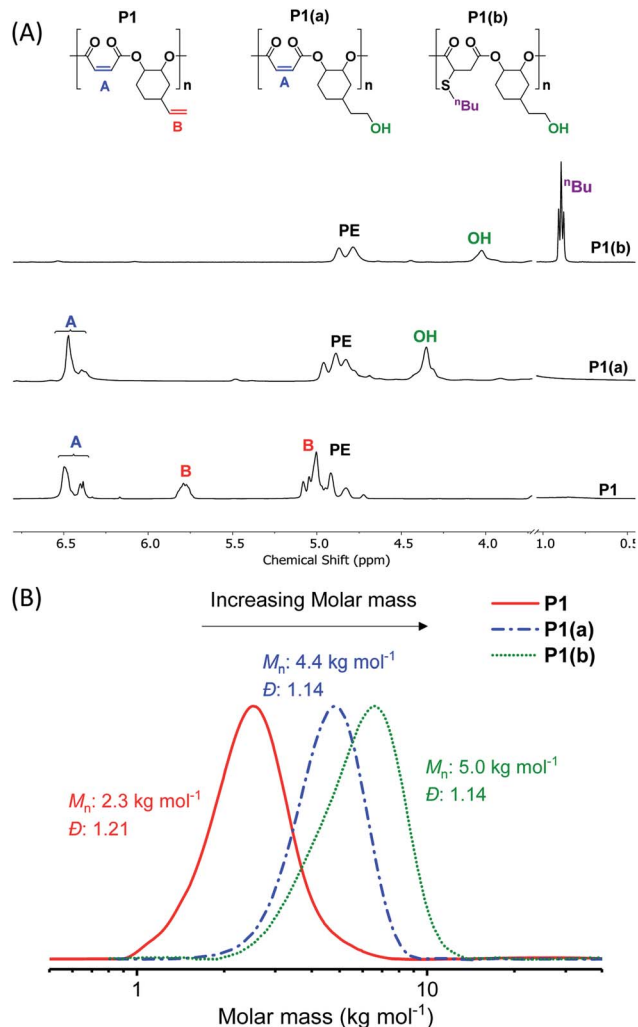 (A)
P1 P1(a) P1(b)
O O O O n A B
O O O O n A OH
O O O O n S nBu OH
nBu
PE OH P1(b)
A PE OH P1(a)
A B B PE P1
6.5 6.0 5.5 5.0 4.5 4.0 1.0 0.5
Chemical Shift (ppm)
(B)
Increasing Molar mass
P1
P1(a)
P1(b)
Mn: 4.4 kg mol-1
Đ: 1.14
Mn: 5.0 kg mol-1
Đ: 1.14
Mn: 2.3 kg mol-1
Đ: 1.21
1 10
Molar mass (kg mol-1)